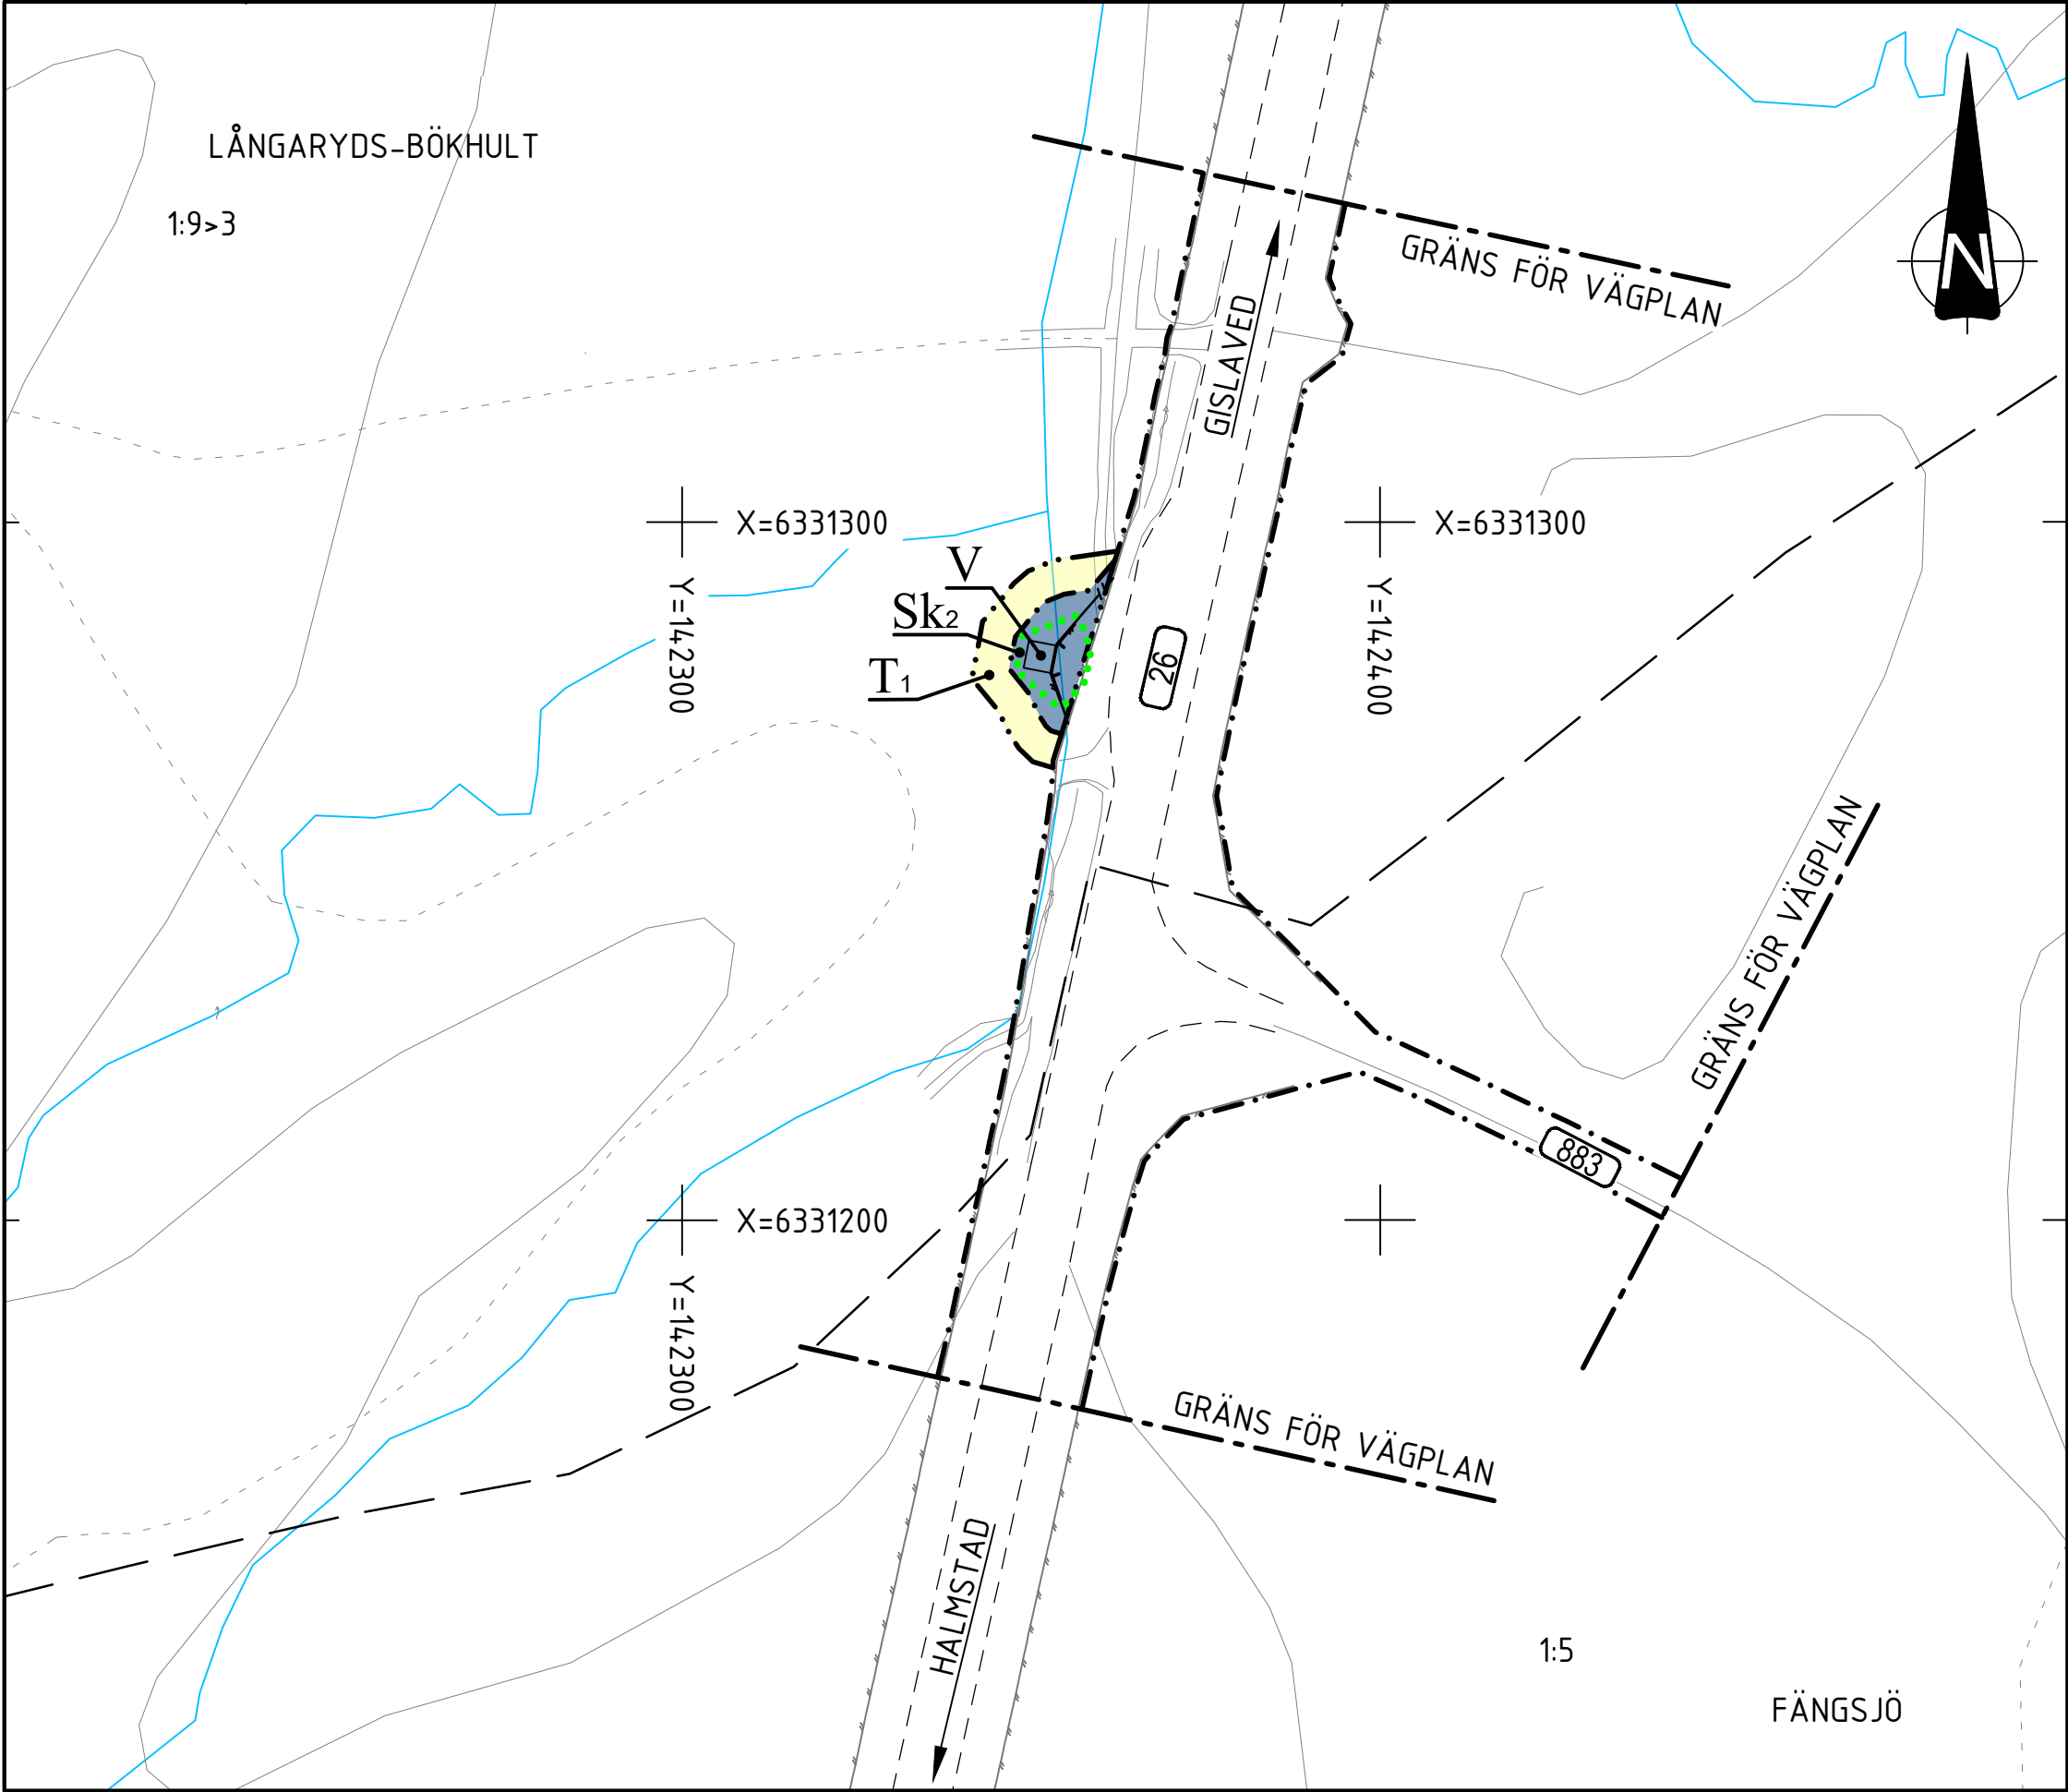 LÅNGARYDS-BÖKHULT
1:9>3
GRÄNS FÖR VÄGPLAN
N
GISLAVED
X=6331300
X=6331300
V
Sk2
T1
Y=142300
Y=142400
26
GRÄNS FÖR VÄGPLAN
883
X=6331200
Y=142300
GRÄNS FÖR VÄGPLAN
HALMSTAD
1:5
FÄNGSJÖ